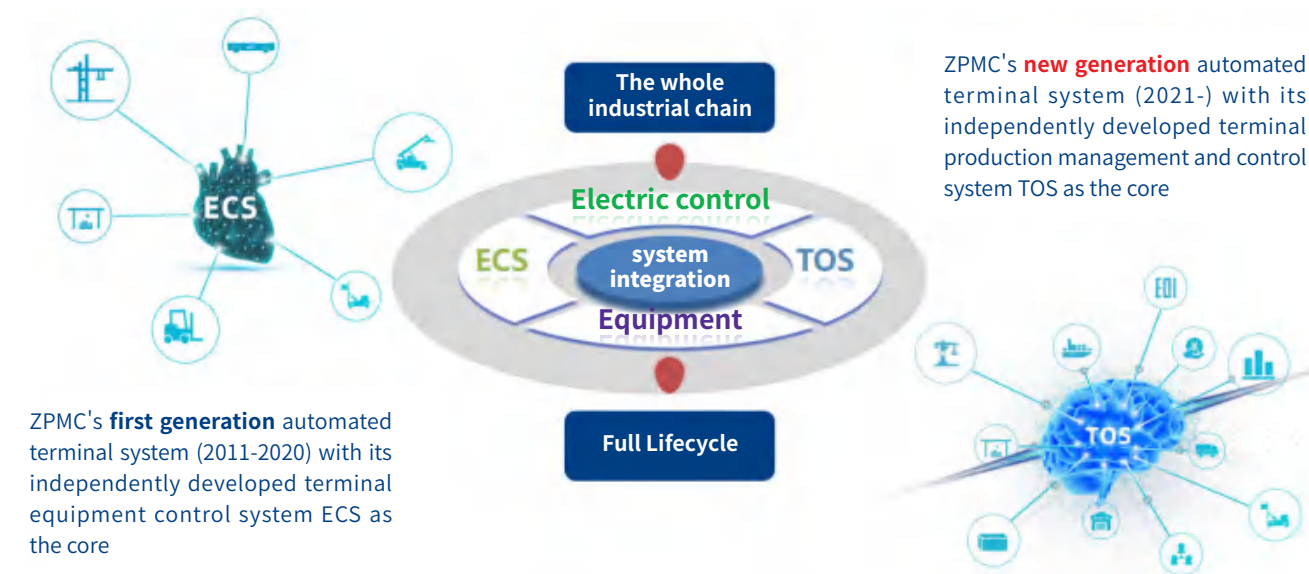 ECS
ZPMC's first generation automated
terminal system (2011-2020) with its
independently developed terminal
equipment control system ECS as
the core
The whole
industrial chain
Electric control
ECS
system
integration
TOS
Equipment
Full Lifecycle
ZPMC's new generation automated
terminal system (2021-) with its
independently developed terminal
production management and control
system TOS as the core
EDI
TOS